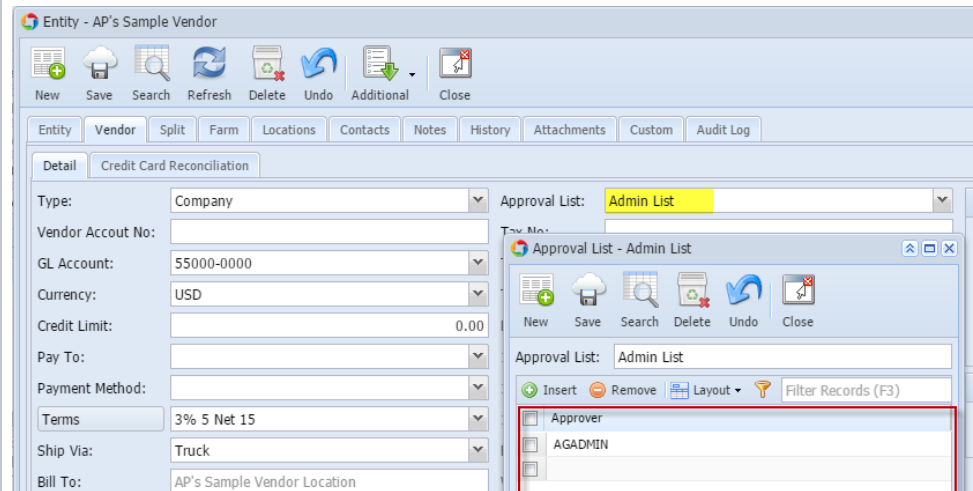 Entity - AP's Sample Vendor
New Save Search Refresh Delete Undo Additional Close
Entity Vendor Split Farm Locations Contacts Notes History Attachments Custom Audit Log
Detail Credit Card Reconciliation
Type: Company Approval List: Admin List
Vendor Accout No: Tax No:
GL Account: 55000-0000
Currency: USD
Credit Limit: 0.00
Pay To:
Payment Method:
Terms 3% 5 Net 15
Ship Via: Truck
Bill To: AP's Sample Vendor Location
Approval List - Admin List
New Save Search Delete Undo Close
Approval List: Admin List
Insert Remove Layout Filter Records (F3)
Approver
AGADMIN